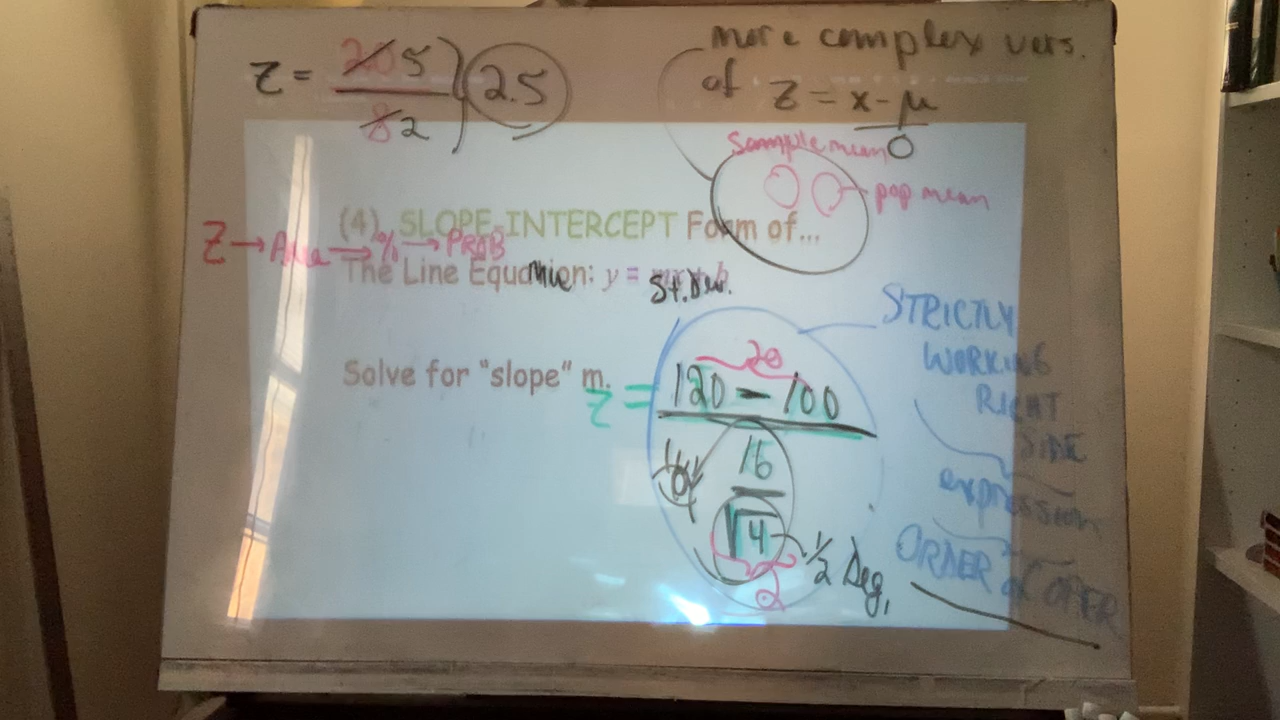 z = 20 5
8 2
2.5
more complex vers.
of z = x - μ
0
sample mean
pop mean
(4). SLOPE-INTERCEPT Form of...
Z → Area → % → PROB
The Line Equation: y =
St. Dev.
Solve for "slope" m.
20
z = 120 - 100
16
√4
1/2 Deg.
2
STRICTLY
WORKING
RIGHT
SIDE
expression
ORDER of OPER